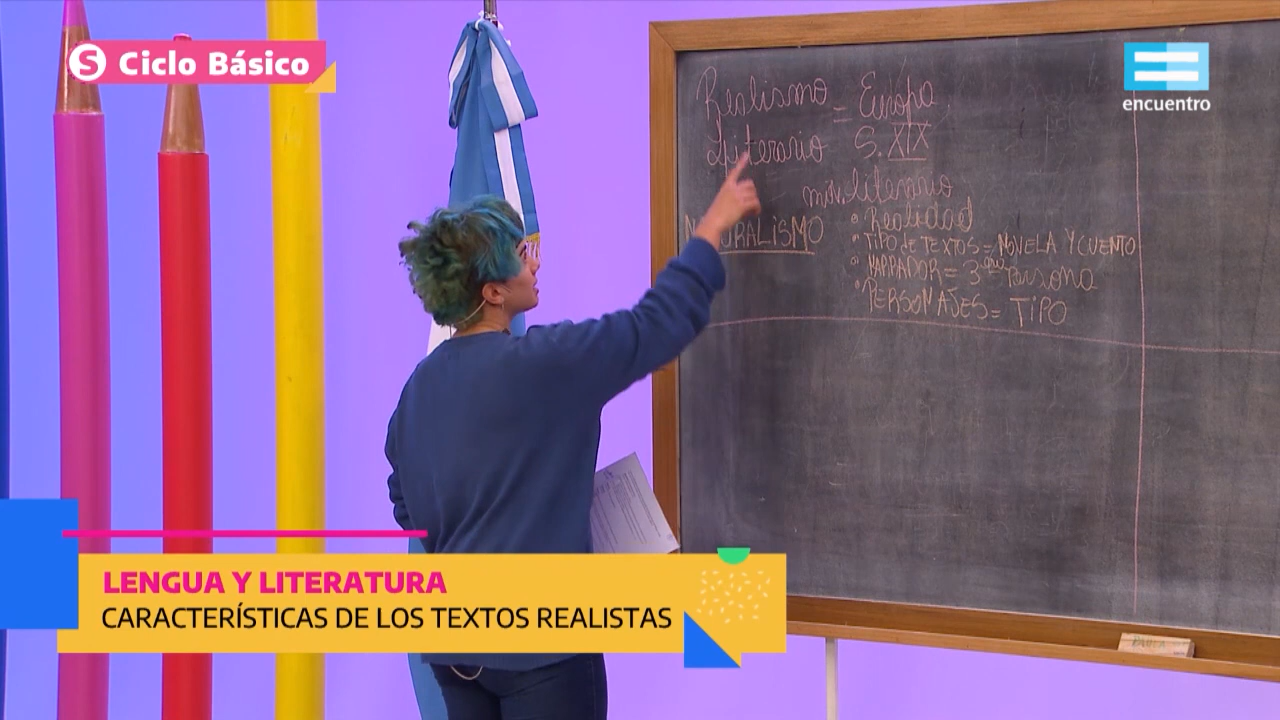 S Ciclo Básico
encuentro
Realismo = Europa
Literario S. XIX
mov. literario
NATURALISMO
• Realidad
• TIPO de TEXTOS = NOVELA Y CUENTO
• NARRADOR = 3era Persona
• PERSONAJES = TIPO
LENGUA Y LITERATURA
CARACTERÍSTICAS DE LOS TEXTOS REALISTAS